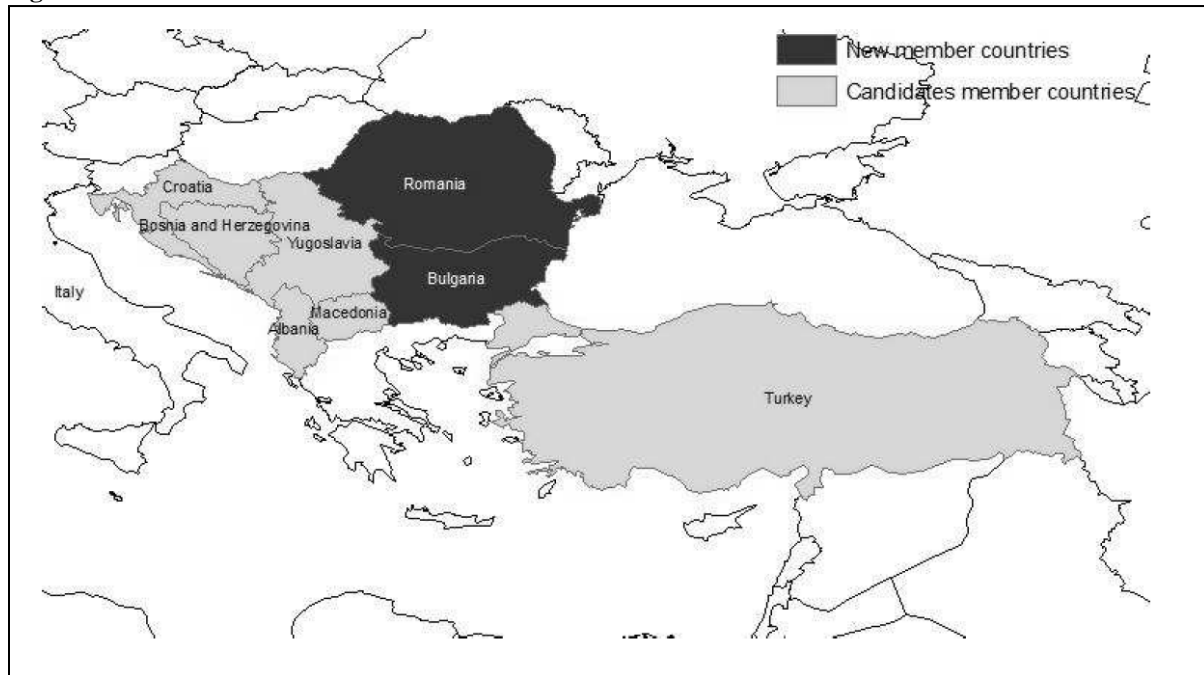 New member countries
Candidates member countries
Romania
Croatia
Bosnia and Herzegovina
Yugoslavia
Bulgaria
Italy
Macedonia
Albania
Turkey